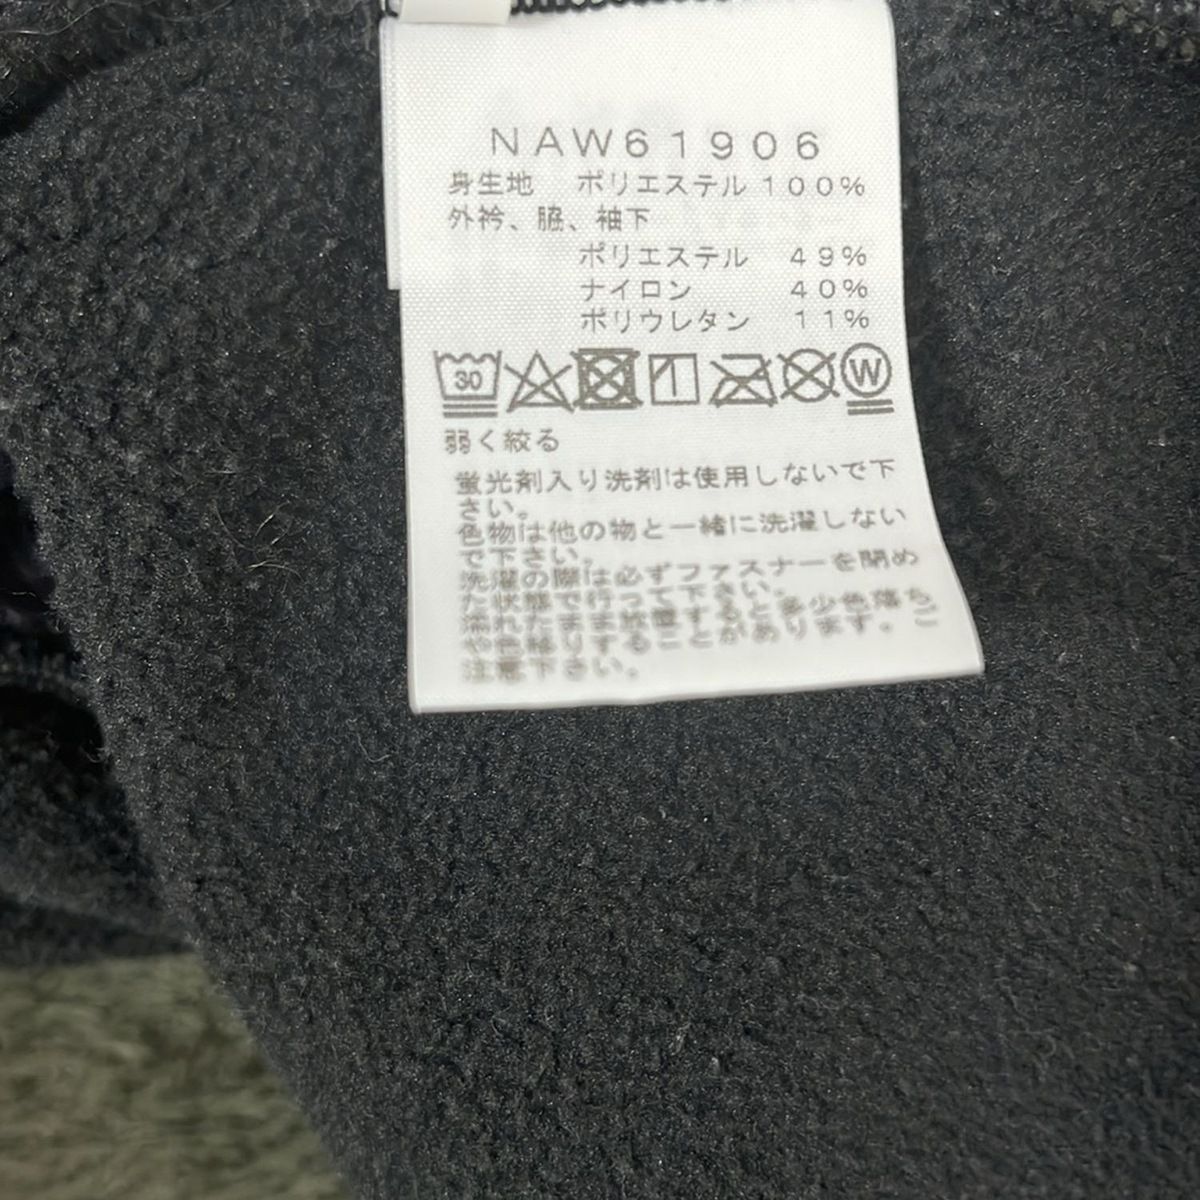 NAW61906
身生地 ポリエステル 100%
外衿、脇、袖下
ポリエステル 49%
ナイロン 40%
ポリウレタン 11%
30 W
弱く絞る
蛍光剤入り洗剤は使用しないで下
さい。
色物は他の物と一緒に洗濯しない
で下さい。
洗濯の際は必ずファスナーを閉め
た状態で行って下さい。
濡れたまま放置すると多少色落ち
や色移りすることがあります。ご
注意下さい。